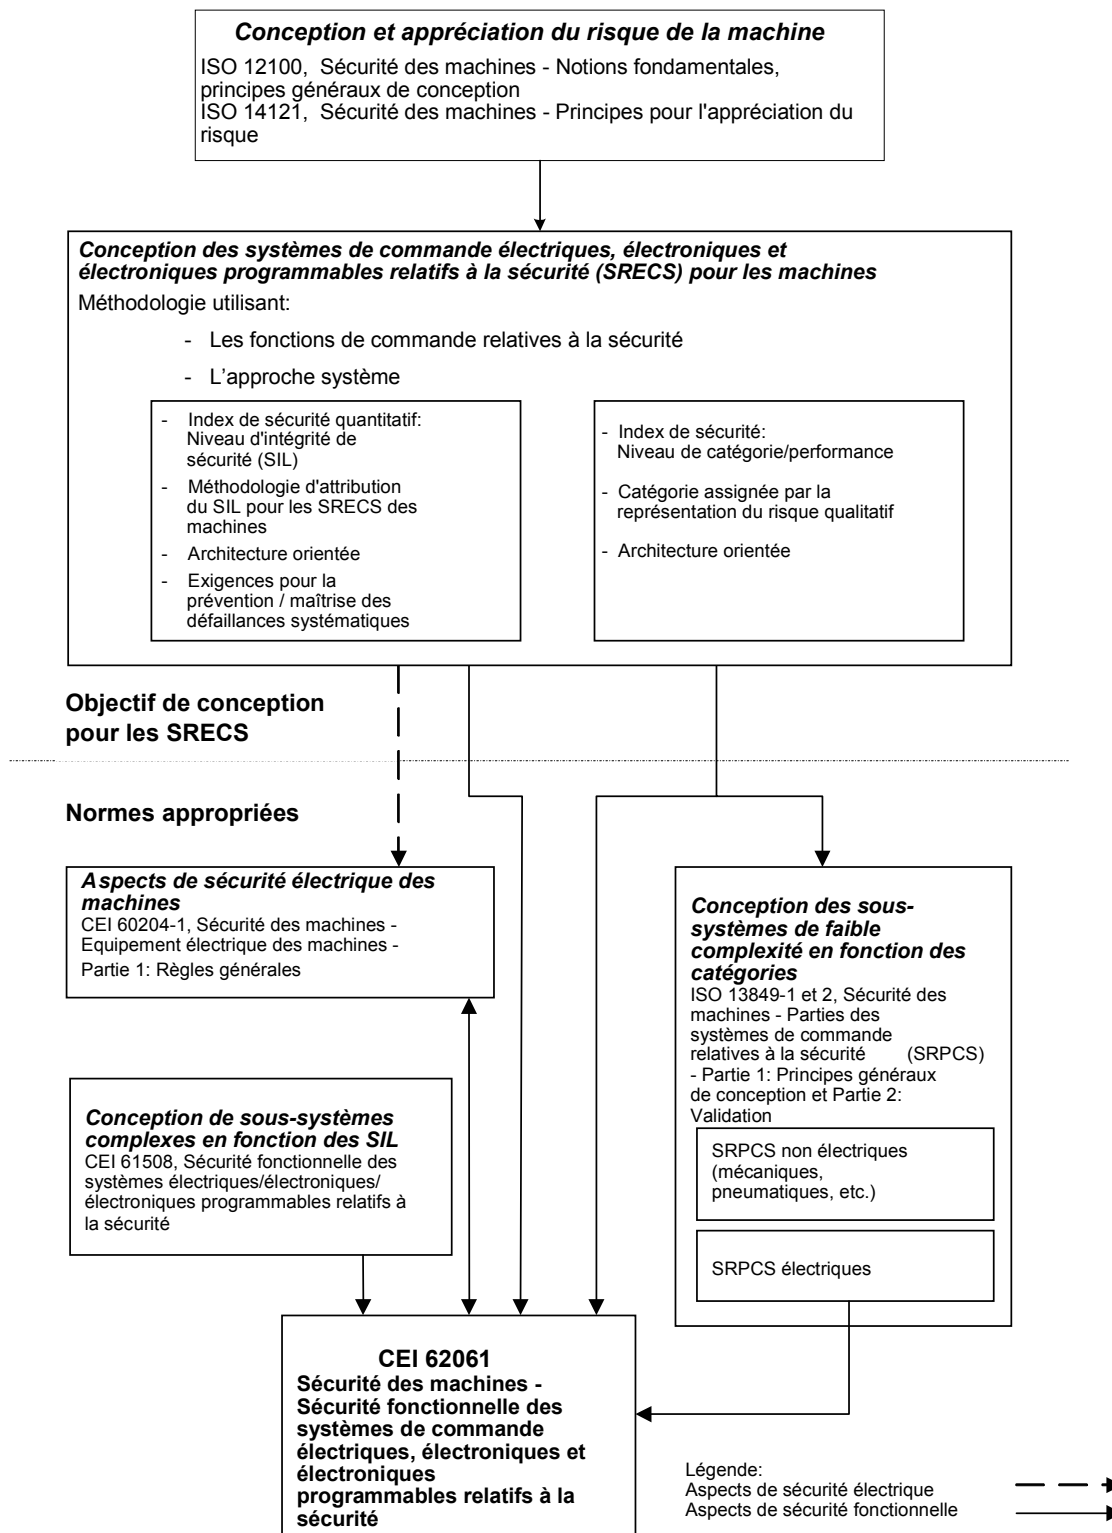 Conception et appréciation du risque de la machine
ISO 12100, Sécurité des machines - Notions fondamentales,
principes généraux de conception
ISO 14121, Sécurité des machines - Principes pour l'appréciation du
risque
Conception des systèmes de commande électriques, électroniques et
électroniques programmables relatifs à la sécurité (SRECS) pour les machines
Méthodologie utilisant:
- Les fonctions de commande relatives à la sécurité
- L'approche système
- Index de sécurité quantitatif:
Niveau d'intégrité de
sécurité (SIL)
- Méthodologie d'attribution
du SIL pour les SRECS des
machines
- Architecture orientée
- Exigences pour la
prévention / maîtrise des
défaillances systématiques
- Index de sécurité:
Niveau de catégorie/performance
- Catégorie assignée par la
représentation du risque qualitatif
- Architecture orientée
Objectif de conception
pour les SRECS
Normes appropriées
Aspects de sécurité électrique des
machines
CEI 60204-1, Sécurité des machines -
Equipement électrique des machines -
Partie 1: Règles générales
Conception des sous-
systèmes de faible
complexité en fonction des
catégories
ISO 13849-1 et 2, Sécurité des
machines - Parties des
systèmes de commande
relatives à la sécurité (SRPCS)
- Partie 1: Principes généraux
de conception et Partie 2:
Validation
SRPCS non électriques
(mécaniques,
pneumatiques, etc.)
SRPCS électriques
Conception de sous-systèmes
complexes en fonction des SIL
CEI 61508, Sécurité fonctionnelle des
systèmes électriques/électroniques/
électroniques programmables relatifs à
la sécurité
CEI 62061
Sécurité des machines -
Sécurité fonctionnelle des
systèmes de commande
électriques, électroniques et
électroniques
programmables relatifs à la
sécurité
Légende:
Aspects de sécurité électrique
Aspects de sécurité fonctionnelle